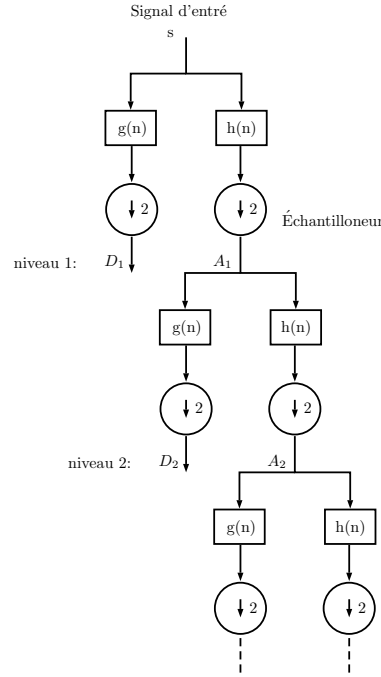 Signal d'entré
s
g(n) h(n)
↓ 2 ↓ 2
Échantilloneur
niveau 1: D₁ A₁
g(n) h(n)
↓ 2 ↓ 2
niveau 2: D₂ A₂
g(n) h(n)
↓ 2 ↓ 2